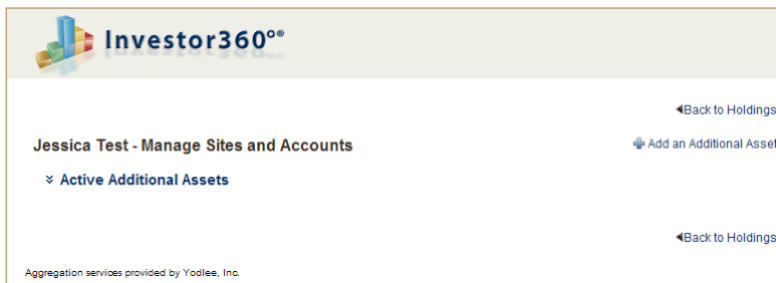 Investor360°®
Back to Holdings
Jessica Test - Manage Sites and Accounts
Add an Additional Asset
Active Additional Assets
Back to Holdings
Aggregation services provided by Yodlee, Inc.